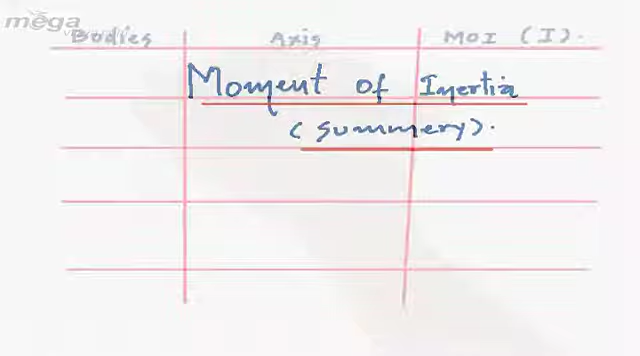 mega
Bodies Axis MoI (I).
Moment of Inertia
(summery).